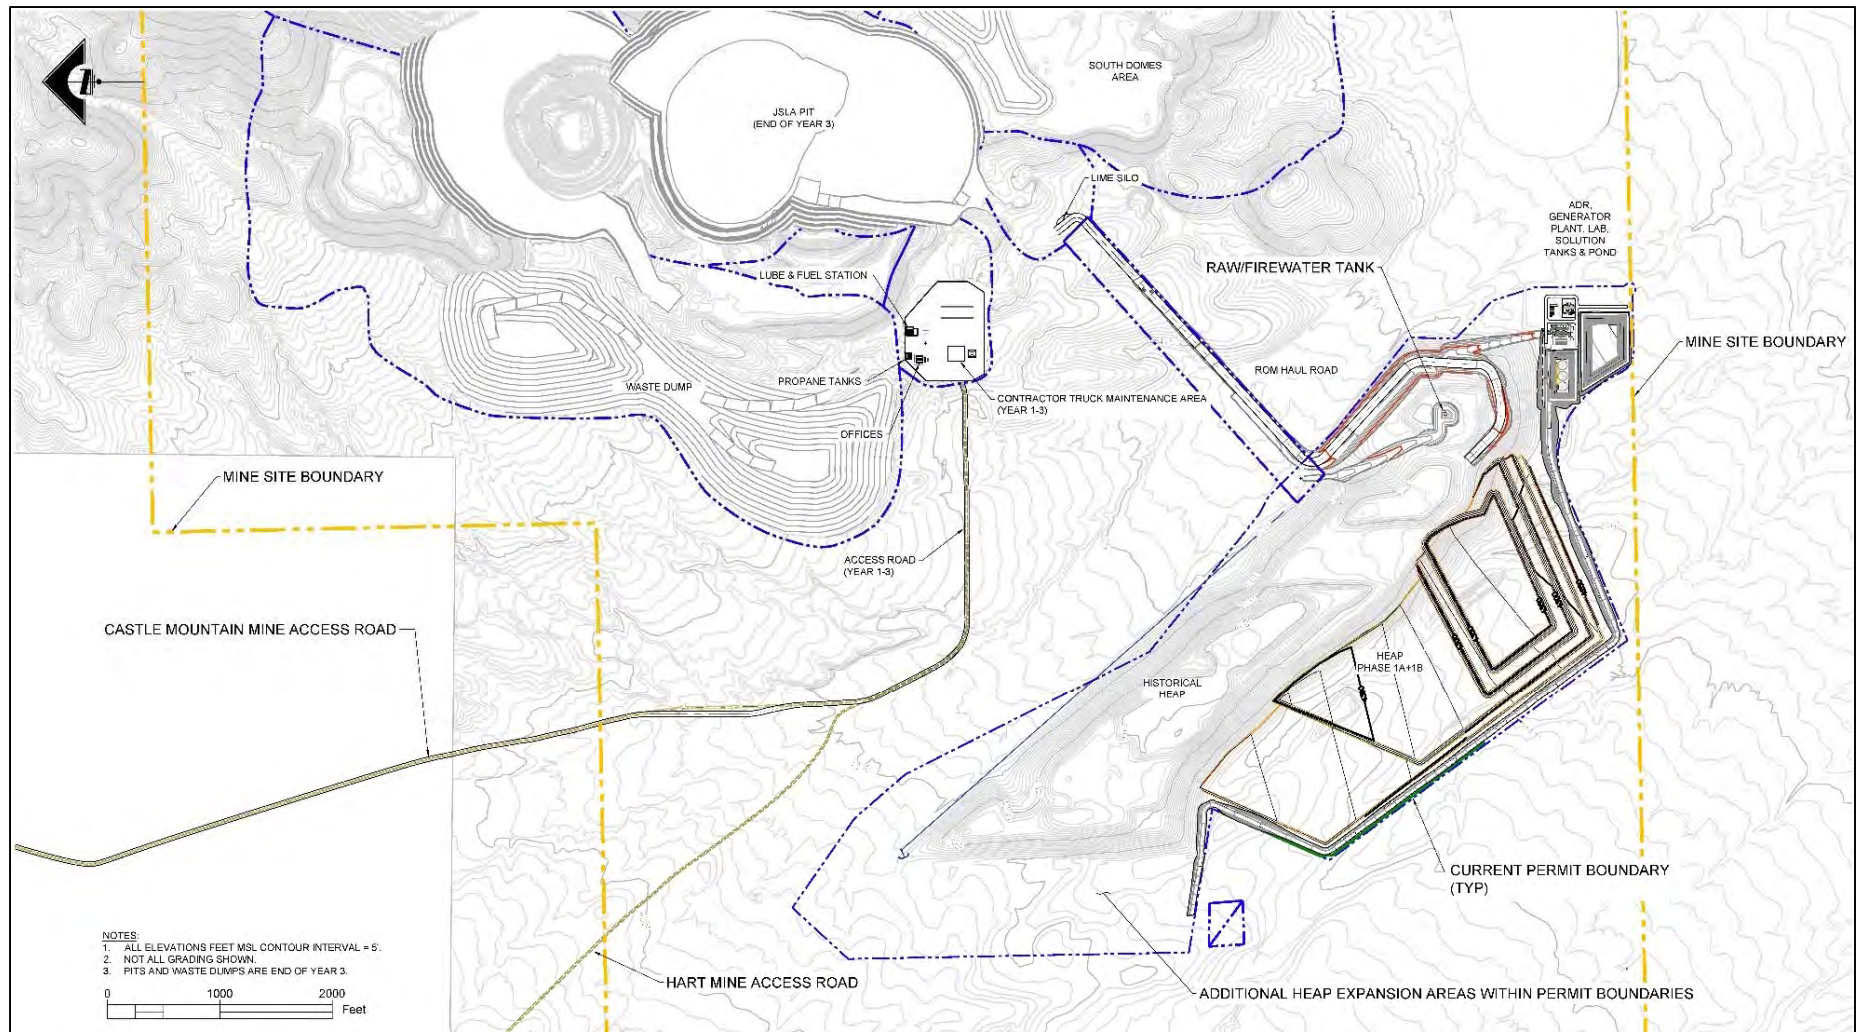 SOUTH DOMES
AREA
JSLA PIT
(END OF YEAR 3)
LIME SILO
ADR,
GENERATOR
PLANT, LAB,
SOLUTION
TANKS & POND
RAW/FIREWATER TANK
LUBE & FUEL STATION
MINE SITE BOUNDARY
ROM HAUL ROAD
PROPANE TANKS
WASTE DUMP
CONTRACTOR TRUCK MAINTENANCE AREA
(YEAR 1-3)
OFFICES
MINE SITE BOUNDARY
ACCESS ROAD
(YEAR 1-3)
CASTLE MOUNTAIN MINE ACCESS ROAD
HEAP
PHASE 1A+1B
HISTORICAL
HEAP
CURRENT PERMIT BOUNDARY
(TYP)
NOTES:
1. ALL ELEVATIONS FEET MSL CONTOUR INTERVAL = 5'.
2. NOT ALL GRADING SHOWN.
3. PITS AND WASTE DUMPS ARE END OF YEAR 3.
HART MINE ACCESS ROAD
ADDITIONAL HEAP EXPANSION AREAS WITHIN PERMIT BOUNDARIES
0 1000 2000
Feet